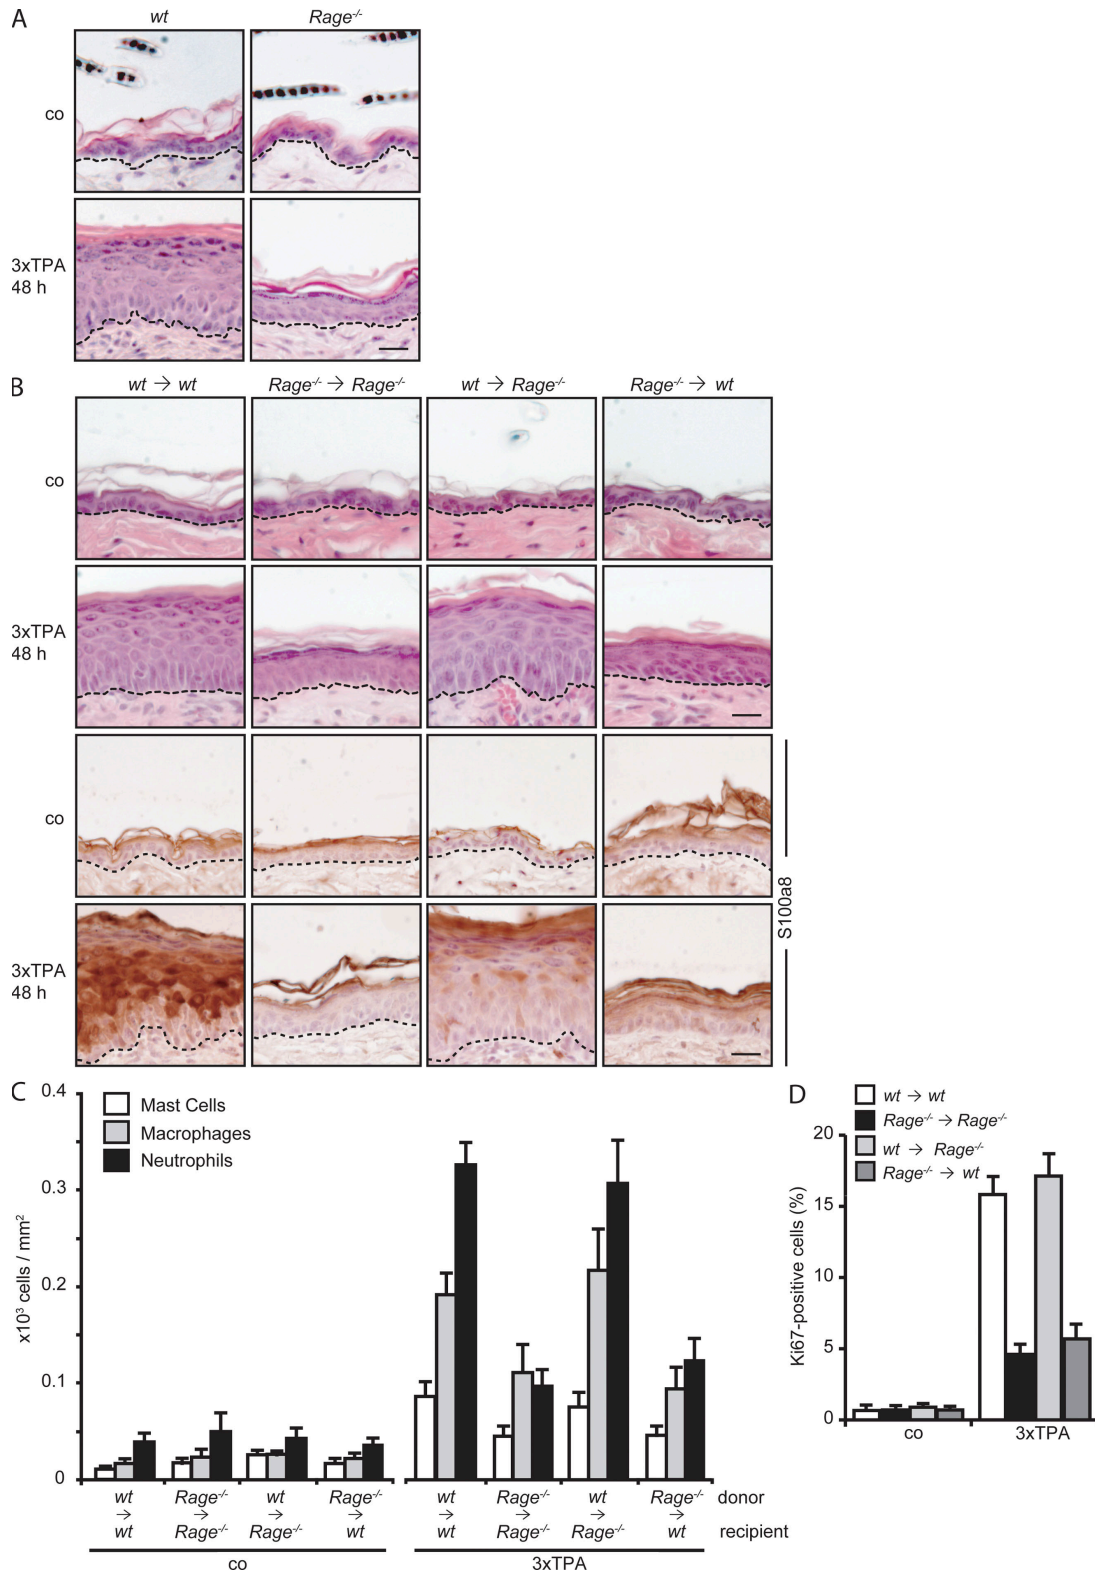 A
wt
Rage-/-
co
3xTPA
48 h
B
wt → wt
Rage-/- → Rage-/-
wt → Rage-/-
Rage-/- → wt
co
3xTPA
48 h
co
3xTPA
48 h
S100a8
C
0.4
0.3
0.2
0.1
0
x10³ cells / mm²
Mast Cells
Macrophages
Neutrophils
wt → wt
Rage-/- → Rage-/-
wt → Rage-/-
Rage-/- → wt
wt → wt
Rage-/- → Rage-/-
wt → Rage-/-
Rage-/- → wt
donor
recipient
co
3xTPA
D
wt → wt
Rage-/- → Rage-/-
wt → Rage-/-
Rage-/- → wt
20
15
10
5
0
Ki67-positive cells (%)
co
3xTPA